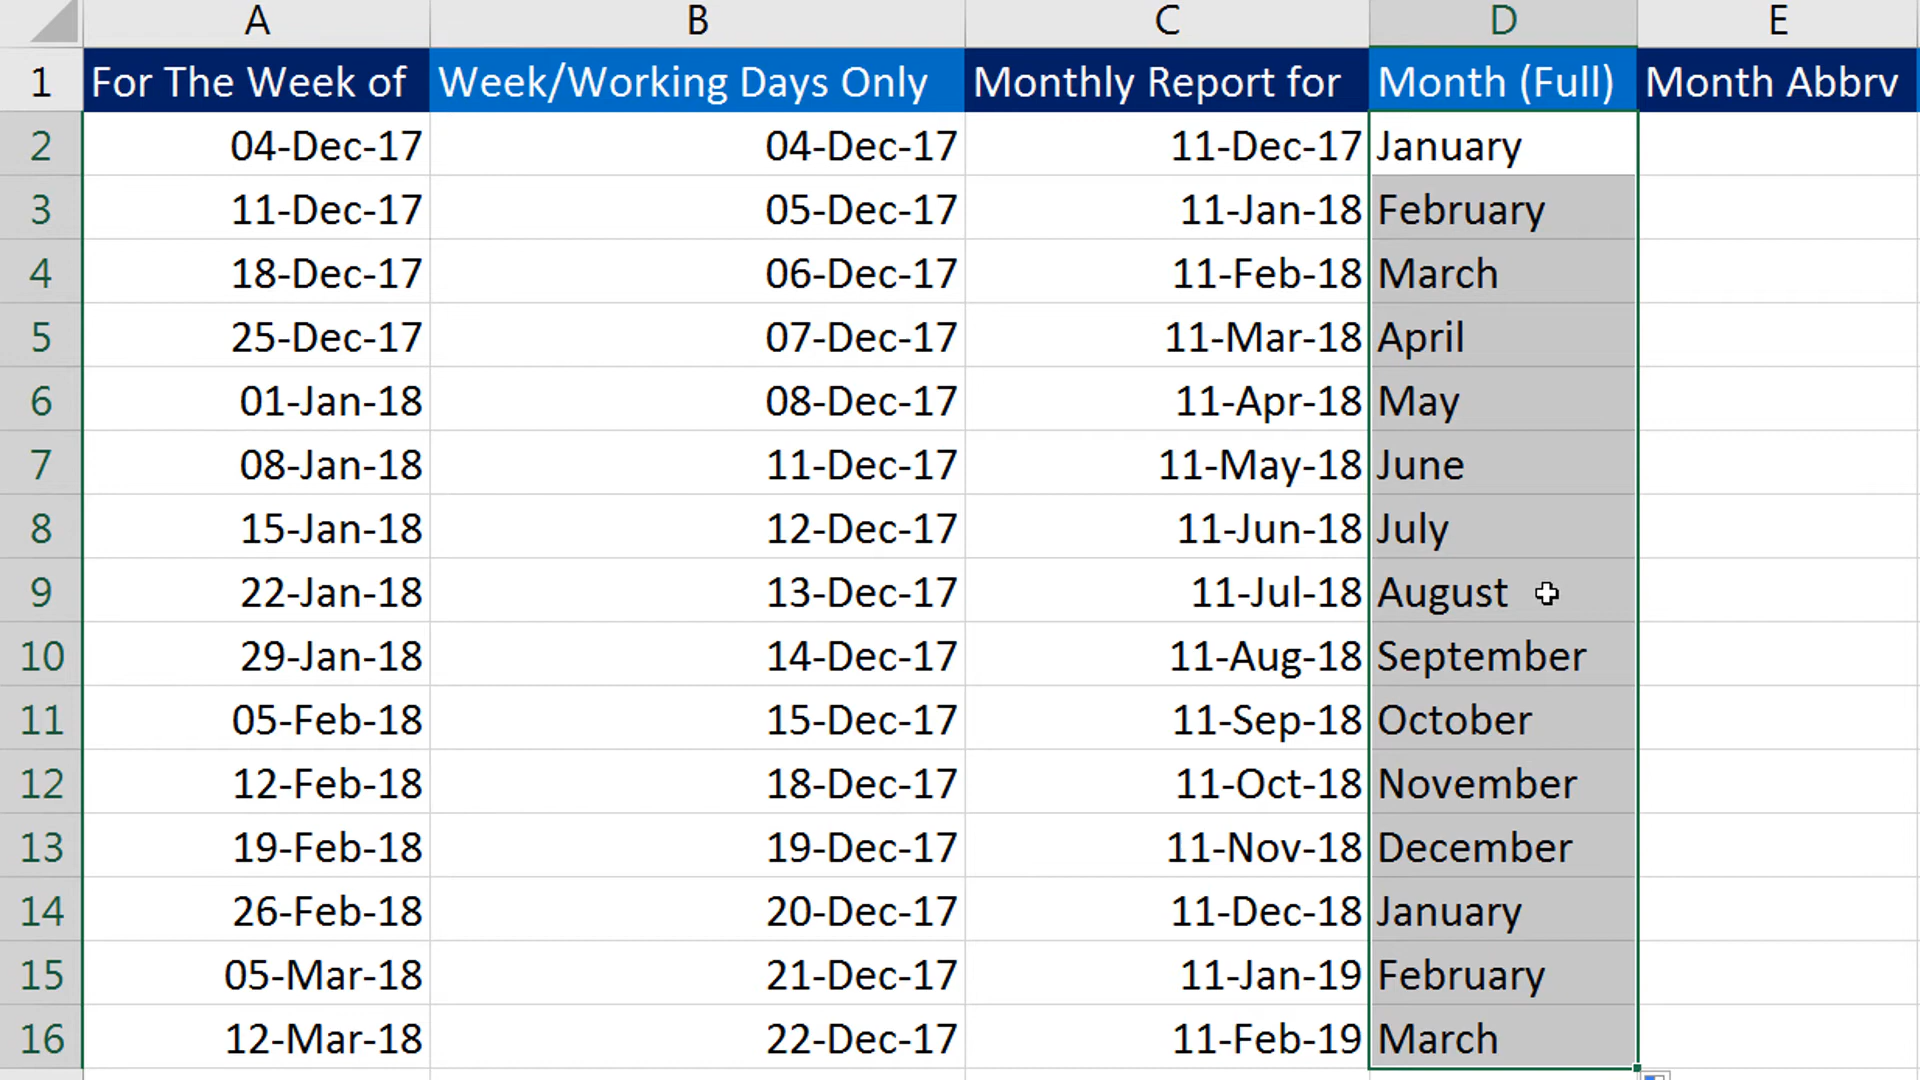 A B C D E
1 For The Week of Week/Working Days Only Monthly Report for Month (Full) Month Abbrv
2 04-Dec-17 04-Dec-17 11-Dec-17 January
3 11-Dec-17 05-Dec-17 11-Jan-18 February
4 18-Dec-17 06-Dec-17 11-Feb-18 March
5 25-Dec-17 07-Dec-17 11-Mar-18 April
6 01-Jan-18 08-Dec-17 11-Apr-18 May
7 08-Jan-18 11-Dec-17 11-May-18 June
8 15-Jan-18 12-Dec-17 11-Jun-18 July
9 22-Jan-18 13-Dec-17 11-Jul-18 August
10 29-Jan-18 14-Dec-17 11-Aug-18 September
11 05-Feb-18 15-Dec-17 11-Sep-18 October
12 12-Feb-18 18-Dec-17 11-Oct-18 November
13 19-Feb-18 19-Dec-17 11-Nov-18 December
14 26-Feb-18 20-Dec-17 11-Dec-18 January
15 05-Mar-18 21-Dec-17 11-Jan-19 February
16 12-Mar-18 22-Dec-17 11-Feb-19 March